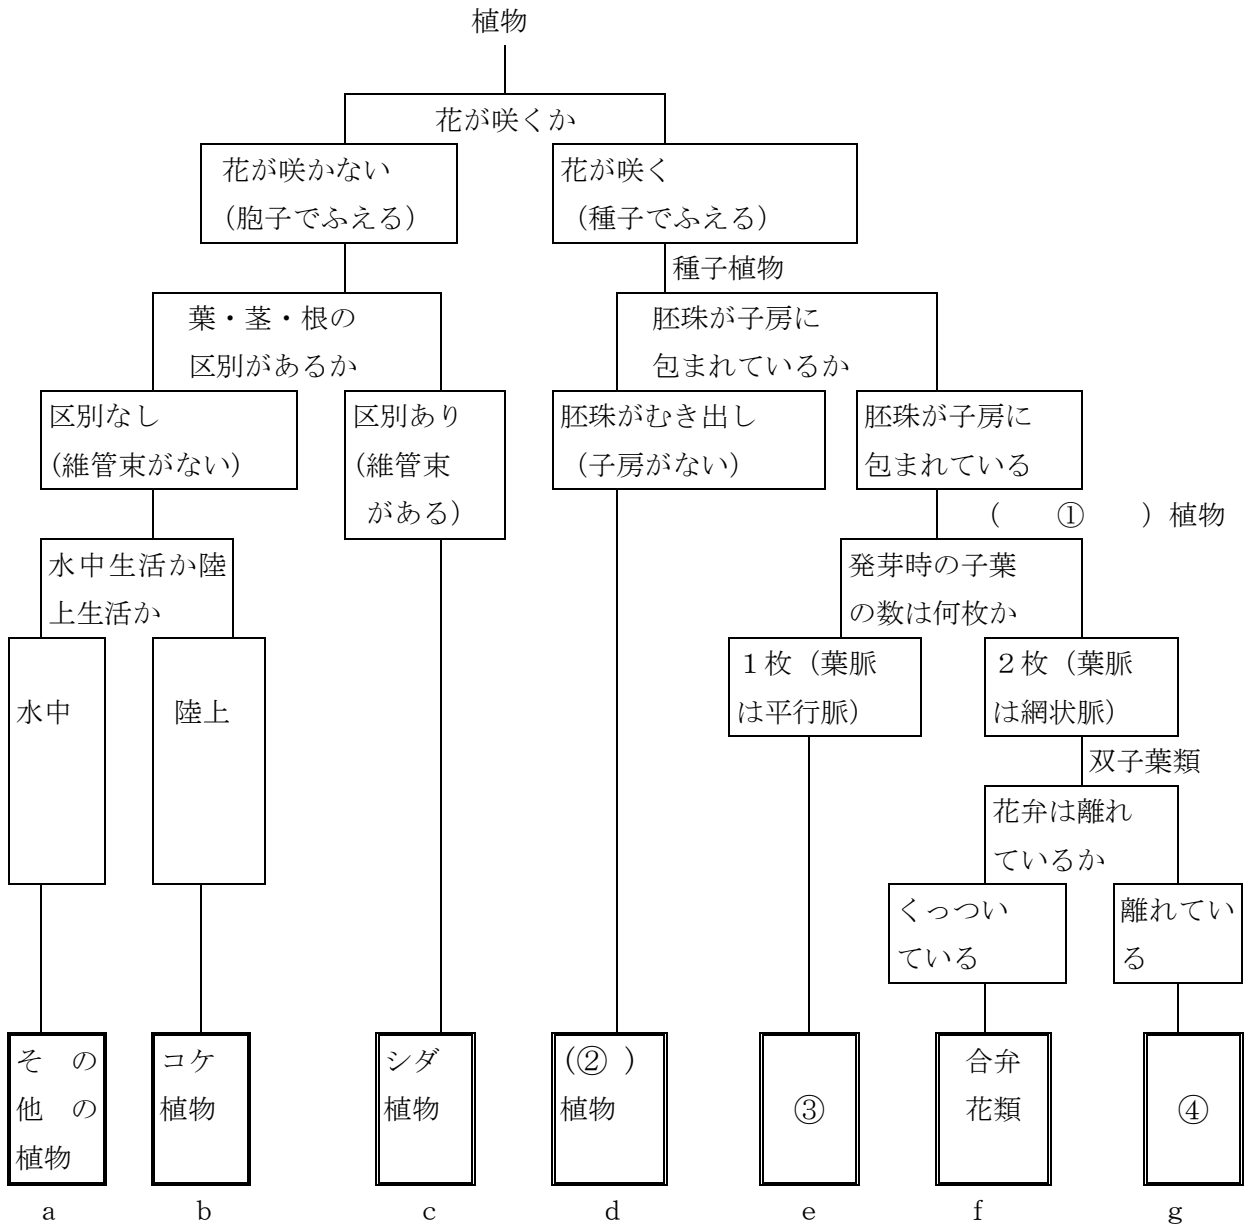 植物
花が咲くか
花が咲かない
(胞子でふえる)
花が咲く
(種子でふえる)
種子植物
葉・茎・根の
区別があるか
胚珠が子房に
包まれているか
区別なし
(維管束がない)
区別あり
(維管束
がある)
胚珠がむき出し
(子房がない)
胚珠が子房に
包まれている
( ① )植物
水中生活か陸
上生活か
発芽時の子葉
の数は何枚か
水中
陸上
1枚(葉脈
は平行脈)
2枚(葉脈
は網状脈)
双子葉類
花弁は離れ
ているか
くっつい
ている
離れてい
る
その
他の
植物
コケ
植物
シダ
植物
(② )
植物
③
合弁
花類
④
a b c d e f g